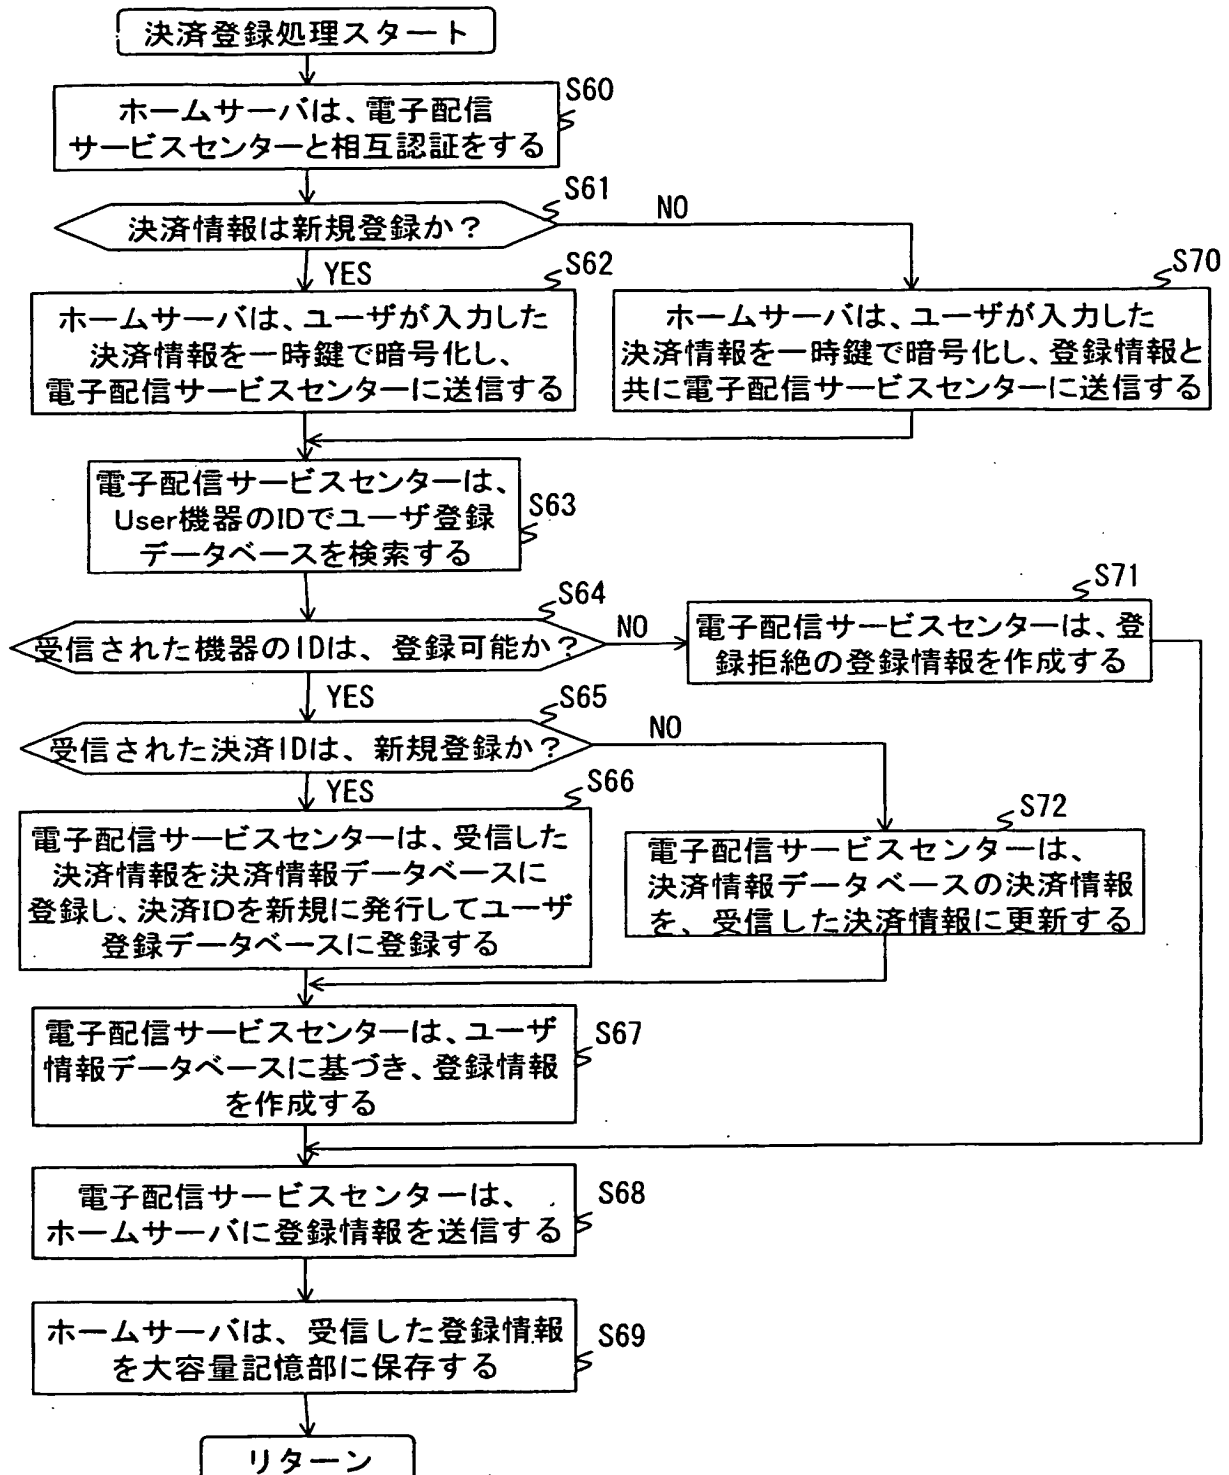 決済登録処理スタート
S60
ホームサーバは、電子配信
サービスセンターと相互認証をする
S61
決済情報は新規登録か?
NO
YES
S62
ホームサーバは、ユーザが入力した
決済情報を一時鍵で暗号化し、
電子配信サービスセンターに送信する
S70
ホームサーバは、ユーザが入力した
決済情報を一時鍵で暗号化し、登録情報と
共に電子配信サービスセンターに送信する
電子配信サービスセンターは、
User機器のIDでユーザ登録
データベースを検索する
S63
S64
受信された機器のIDは、登録可能か?
NO
S71
電子配信サービスセンターは、登
録拒絶の登録情報を作成する
YES
S65
受信された決済IDは、新規登録か?
NO
YES
S66
電子配信サービスセンターは、受信した
決済情報を決済情報データベースに
登録し、決済IDを新規に発行してユーザ
登録データベースに登録する
S72
電子配信サービスセンターは、
決済情報データベースの決済情報
を、受信した決済情報に更新する
電子配信サービスセンターは、ユーザ
情報データベースに基づき、登録情報
を作成する
S67
電子配信サービスセンターは、
ホームサーバに登録情報を送信する
S68
ホームサーバは、受信した登録情報
を大容量記憶部に保存する
S69
リターン